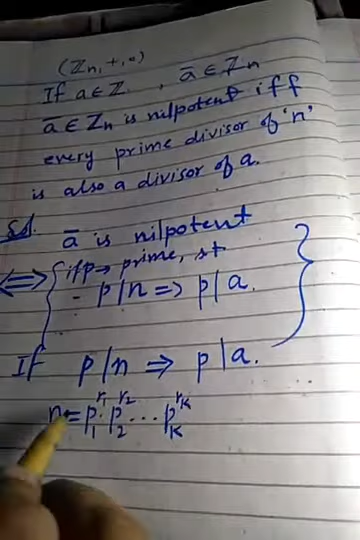 (Zn, +, ·)
If a ∈ ℤ, ā ∈ ℤn
ā ∈ ℤn is nilpotent iff
every prime divisor of 'n'
is also a divisor of a.
Sol. ā is nilpotent
⇔ { if p → prime, st
- p|n ⇒ p|a. }
If p|n ⇒ p|a.
n = p₁^r₁ · p₂^r₂ ... pₖ^rₖ